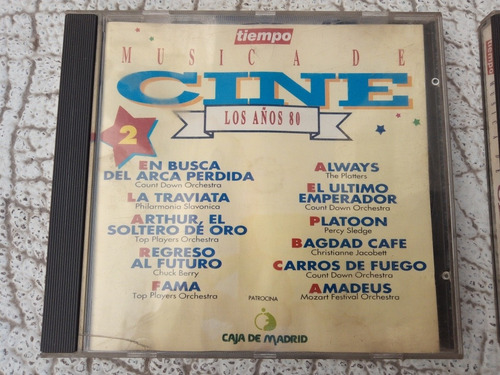 tiempo
MUSICA DE
CINE
LOS AÑOS 80
2
EN BUSCA
DEL ARCA PERDIDA
Count Down Orchestra
LA TRAVIATA
Philarmonia Slavonica
ARTHUR, EL
SOLTERO DE ORO
Top Players Orchestra
REGRESO
AL FUTURO
Chuck Berry
FAMA
Top Players Orchestra
ALWAYS
The Platters
EL ULTIMO
EMPERADOR
Count Down Orchestra
PLATOON
Percy Sledge
BAGDAD CAFE
Christianne Jacobett
CARROS DE FUEGO
Count Down Orchestra
AMADEUS
Mozart Festival Orchestra
PATROCINA
CAJA DE MADRID